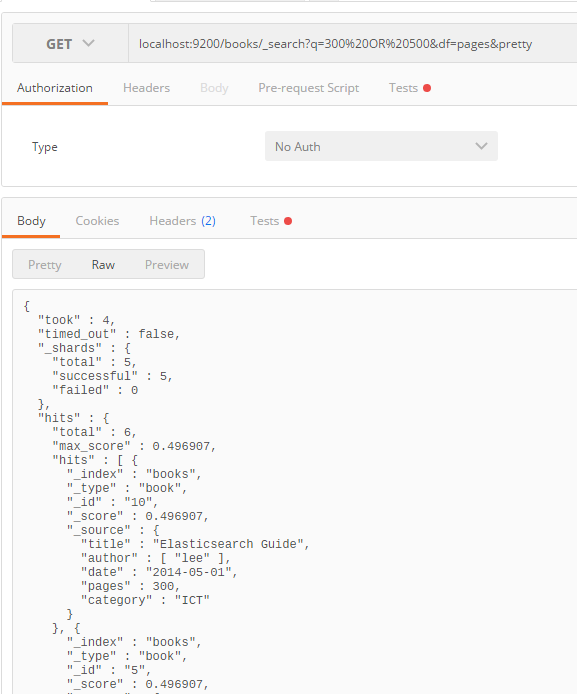 GET localhost:9200/books/_search?q=300%20OR%20500&df=pages&pretty
Authorization Headers Body Pre-request Script Tests
Type No Auth
Body Cookies Headers (2) Tests
Pretty Raw Preview
{
  "took" : 4,
  "timed_out" : false,
  "_shards" : {
    "total" : 5,
    "successful" : 5,
    "failed" : 0
  },
  "hits" : {
    "total" : 6,
    "max_score" : 0.496907,
    "hits" : [ {
      "_index" : "books",
      "_type" : "book",
      "_id" : "10",
      "_score" : 0.496907,
      "_source" : {
        "title" : "Elasticsearch Guide",
        "author" : [ "lee" ],
        "date" : "2014-05-01",
        "pages" : 300,
        "category" : "ICT"
      }
    }, {
      "_index" : "books",
      "_type" : "book",
      "_id" : "5",
      "_score" : 0.496907,